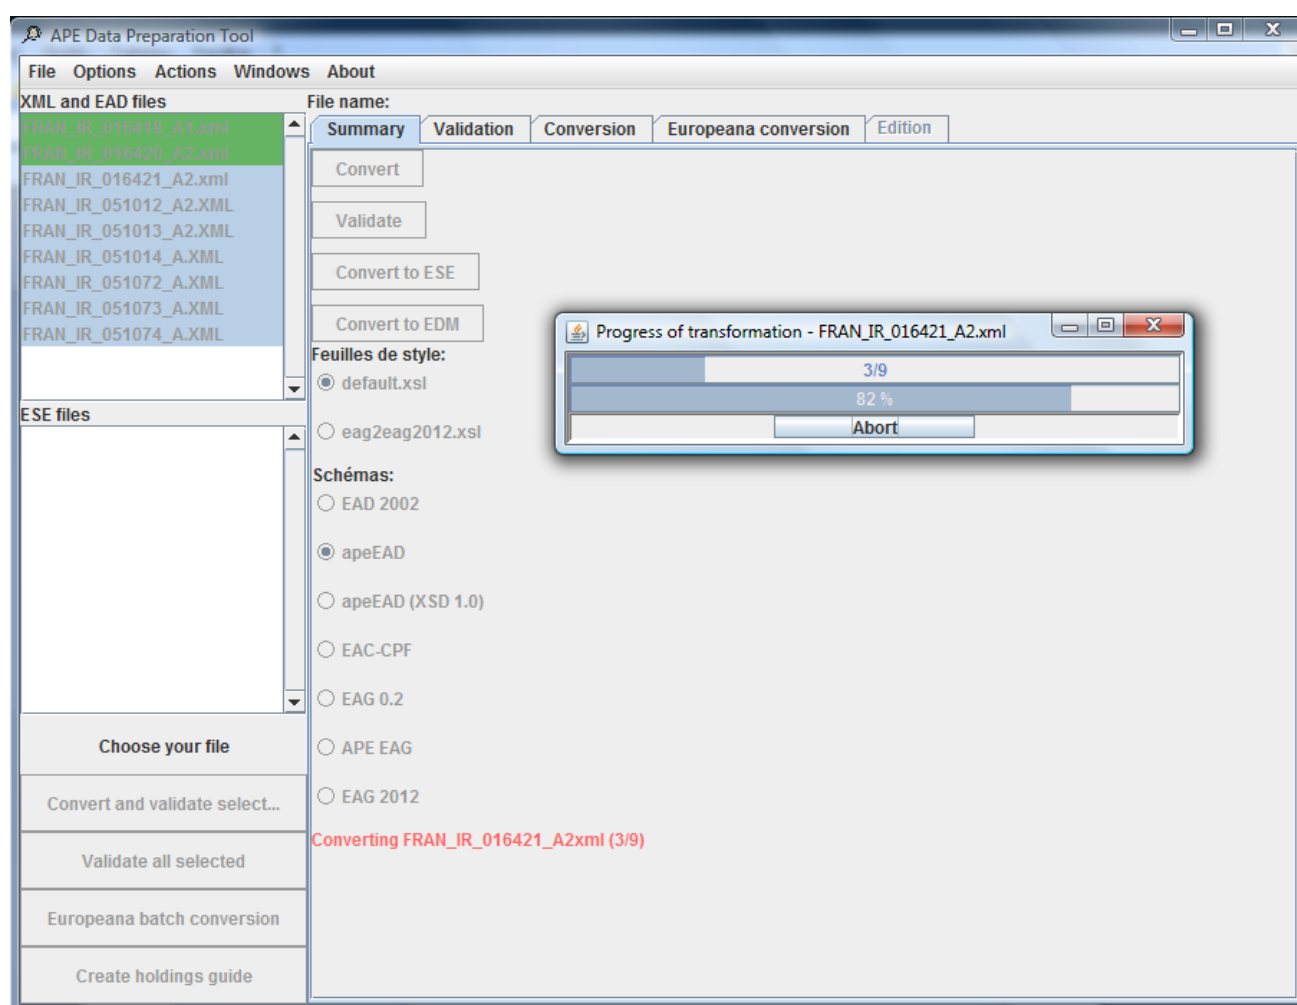 APE Data Preparation Tool
File Options Actions Windows About
XML and EAD files
FRAN_IR_016419_A1.xml
FRAN_IR_016420_A2.xml
FRAN_IR_016421_A2.xml
FRAN_IR_051012_A2.XML
FRAN_IR_051013_A2.XML
FRAN_IR_051014_A.XML
FRAN_IR_051072_A.XML
FRAN_IR_051073_A.XML
FRAN_IR_051074_A.XML
ESE files
Choose your file
Convert and validate select...
Validate all selected
Europeana batch conversion
Create holdings guide
File name:
Summary Validation Conversion Europeana conversion Edition
Convert
Validate
Convert to ESE
Convert to EDM
Feuilles de style:
default.xsl
eag2eag2012.xsl
Schémas:
EAD 2002
apeEAD
apeEAD (XSD 1.0)
EAC-CPF
EAG 0.2
APE EAG
EAG 2012
Converting FRAN_IR_016421_A2xml (3/9)
Progress of transformation - FRAN_IR_016421_A2.xml
3/9
82 %
Abort